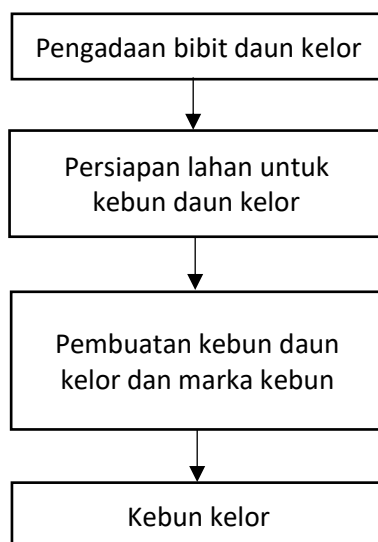 Pengadaan bibit daun kelor
Persiapan lahan untuk
kebun daun kelor
Pembuatan kebun daun
kelor dan marka kebun
Kebun kelor